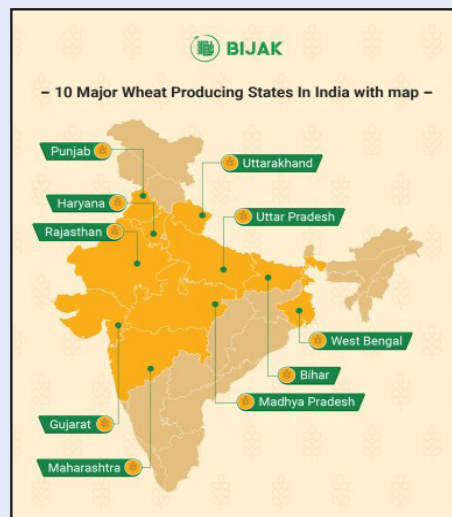 BIJAK
– 10 Major Wheat Producing States In India with map –
Punjab
Uttarakhand
Haryana
Uttar Pradesh
Rajasthan
West Bengal
Bihar
Madhya Pradesh
Gujarat
Maharashtra